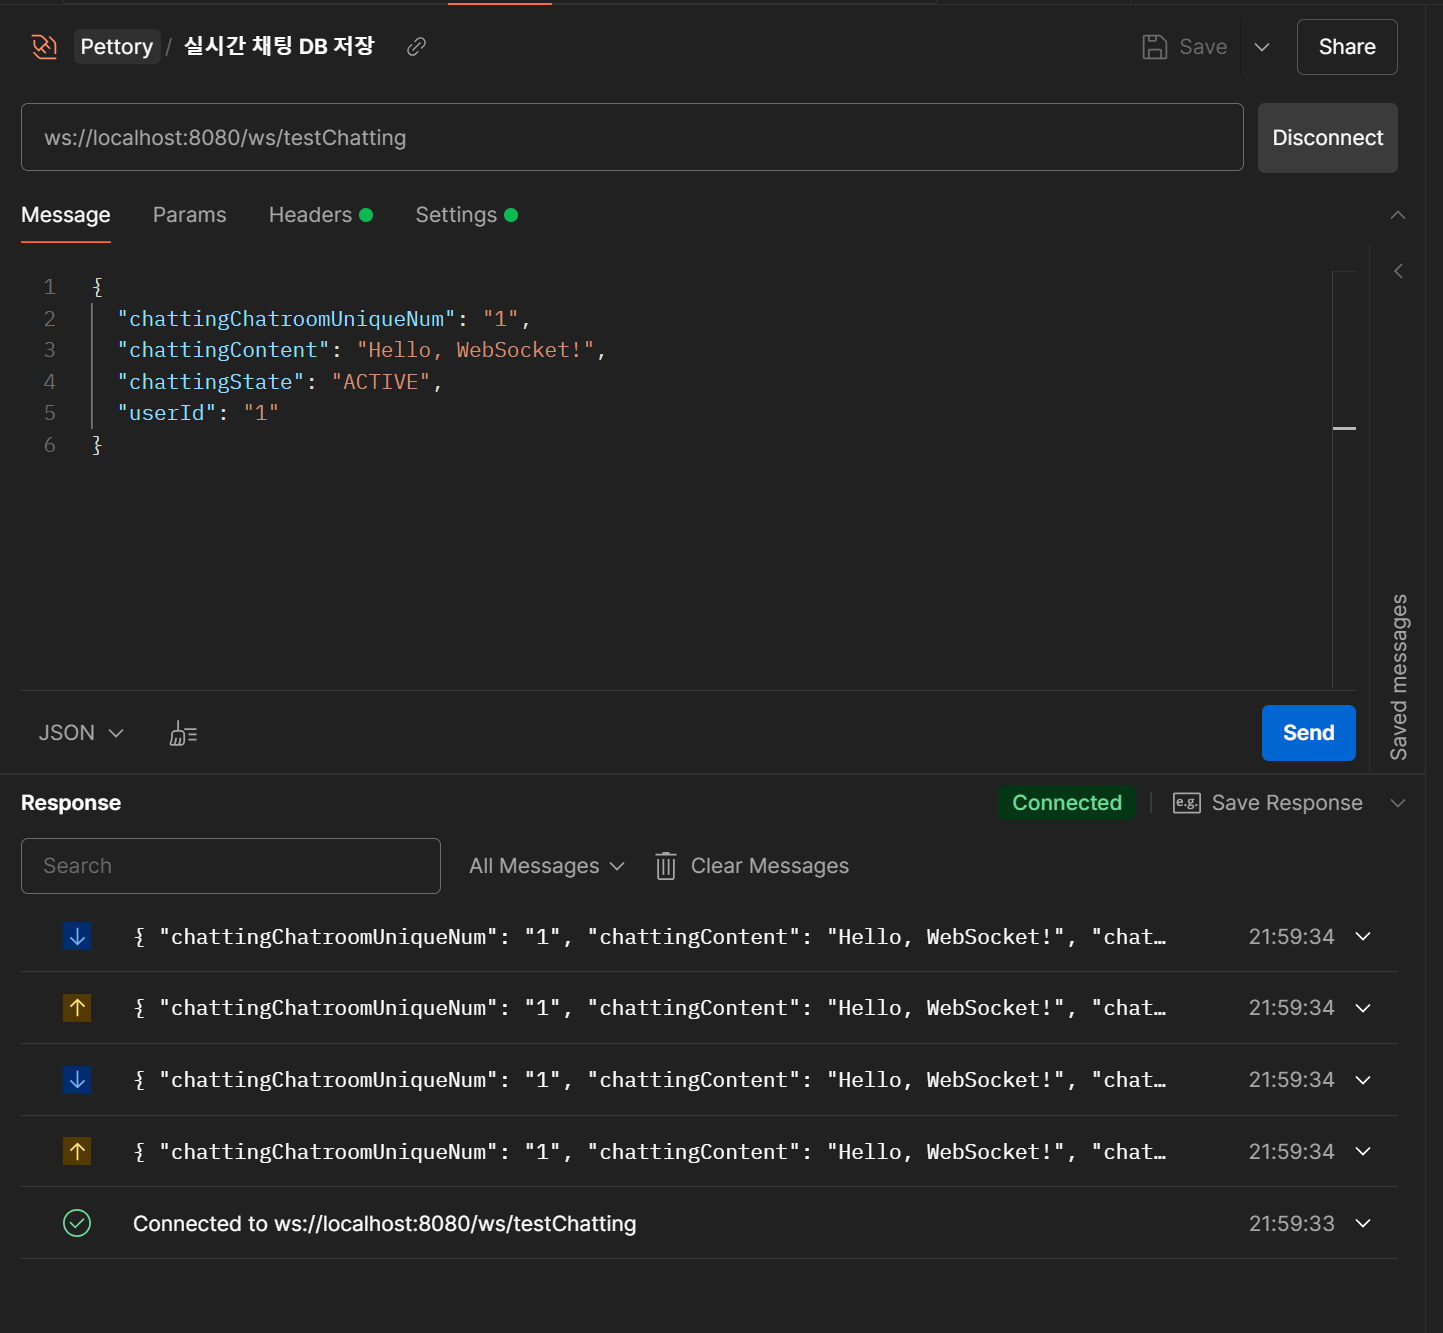 Pettory / 실시간 채팅 DB 저장
Save
Share
ws://localhost:8080/ws/testChatting
Disconnect
Message Params Headers Settings
1 {
2 "chattingChatroomUniqueNum": "1",
3 "chattingContent": "Hello, WebSocket!",
4 "chattingState": "ACTIVE",
5 "userId": "1"
6 }
Saved messages
JSON
Send
Response
Connected
e.g. Save Response
Search
All Messages
Clear Messages
{ "chattingChatroomUniqueNum": "1", "chattingContent": "Hello, WebSocket!", "chat… 21:59:34
{ "chattingChatroomUniqueNum": "1", "chattingContent": "Hello, WebSocket!", "chat… 21:59:34
{ "chattingChatroomUniqueNum": "1", "chattingContent": "Hello, WebSocket!", "chat… 21:59:34
{ "chattingChatroomUniqueNum": "1", "chattingContent": "Hello, WebSocket!", "chat… 21:59:34
Connected to ws://localhost:8080/ws/testChatting 21:59:33